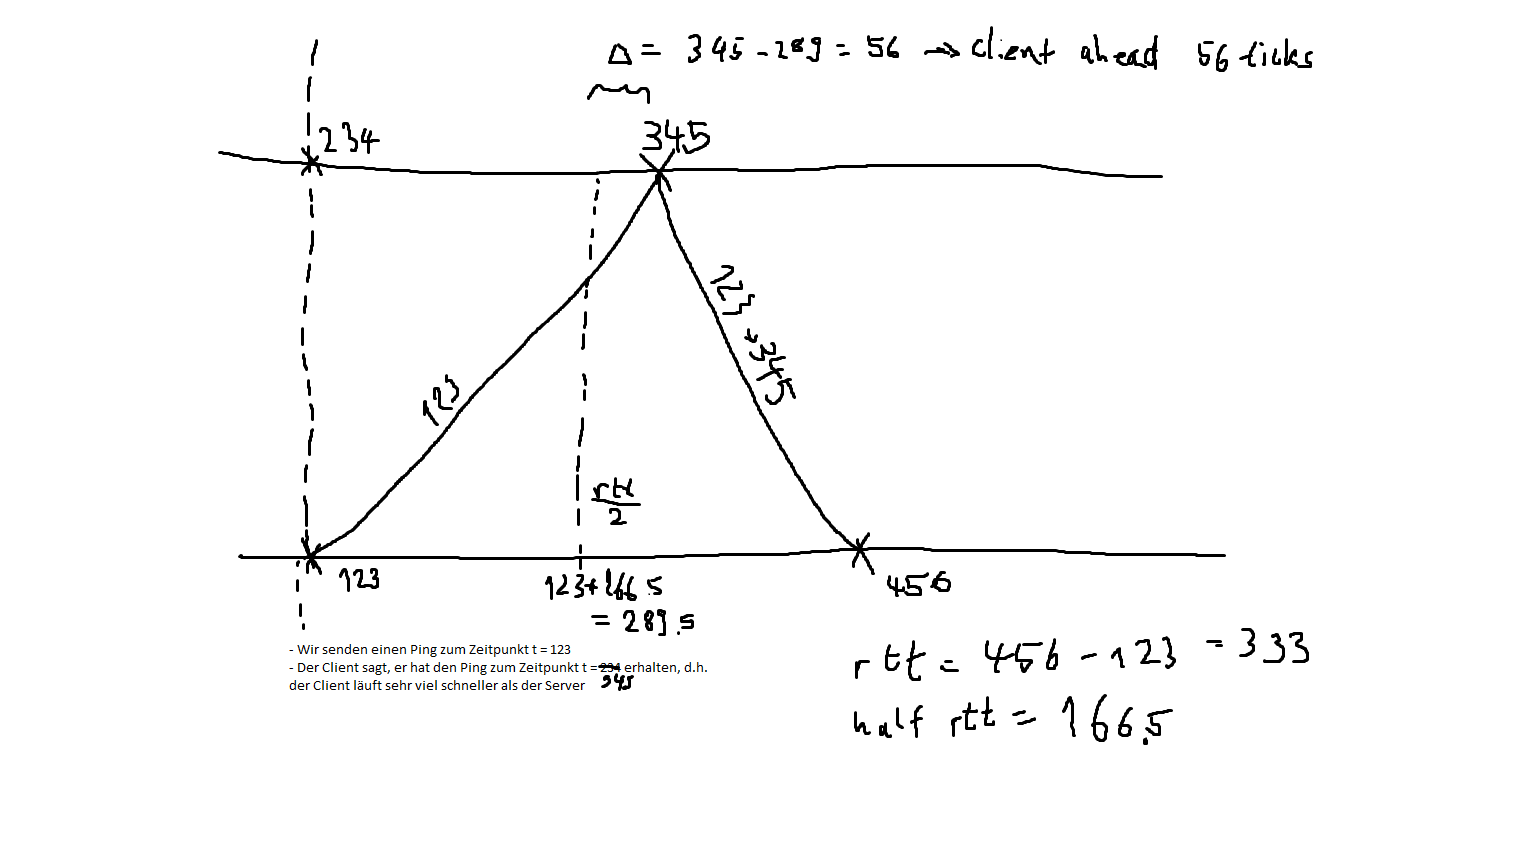 Δ = 345 - 289 = 56 → client ahead 56 ticks
234
345
123
123 → 345
rtt
2
123
123+166.5
= 289.5
456
- Wir senden einen Ping zum Zeitpunkt t = 123
- Der Client sagt, er hat den Ping zum Zeitpunkt t = 234 erhalten, d.h.
der Client läuft sehr viel schneller als der Server 345
rtt = 456 - 123 = 333
half rtt = 166.5